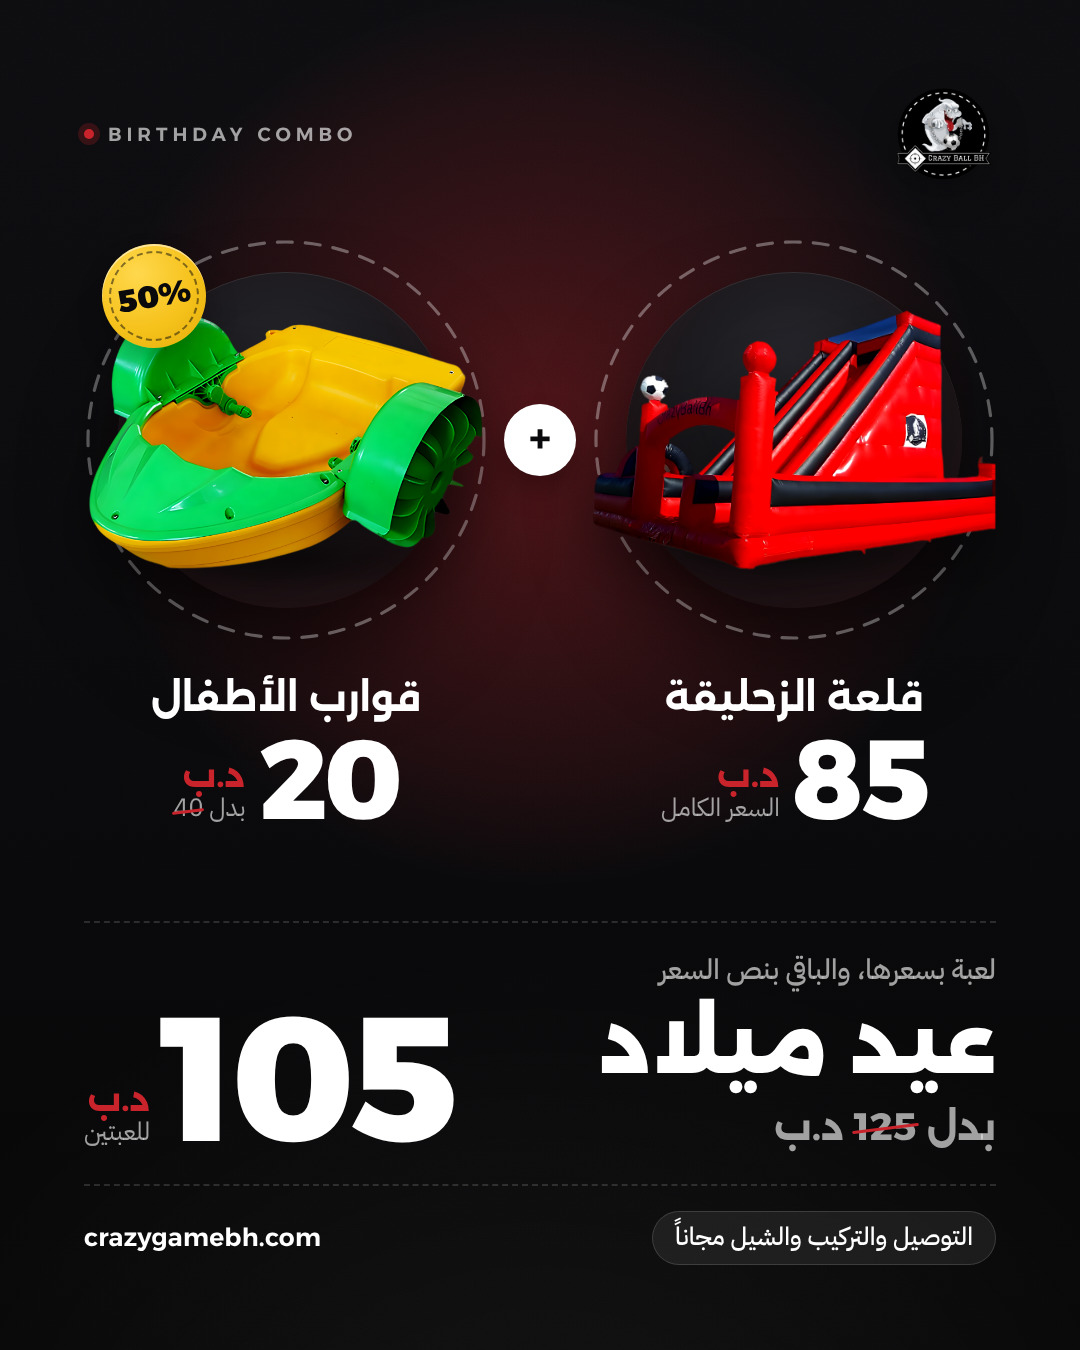 BIRTHDAY COMBO
CRAZY BALL BH
50%
+
قلعة الزحليقة
85 د.ب
السعر الكامل
قوارب الأطفال
20 د.ب
بدل 40
لعبة بسعرها، والباقي بنص السعر
عيد ميلاد
بدل 125 د.ب
105 د.ب
للعبتين
التوصيل والتركيب والشيل مجاناً
crazygamebh.com